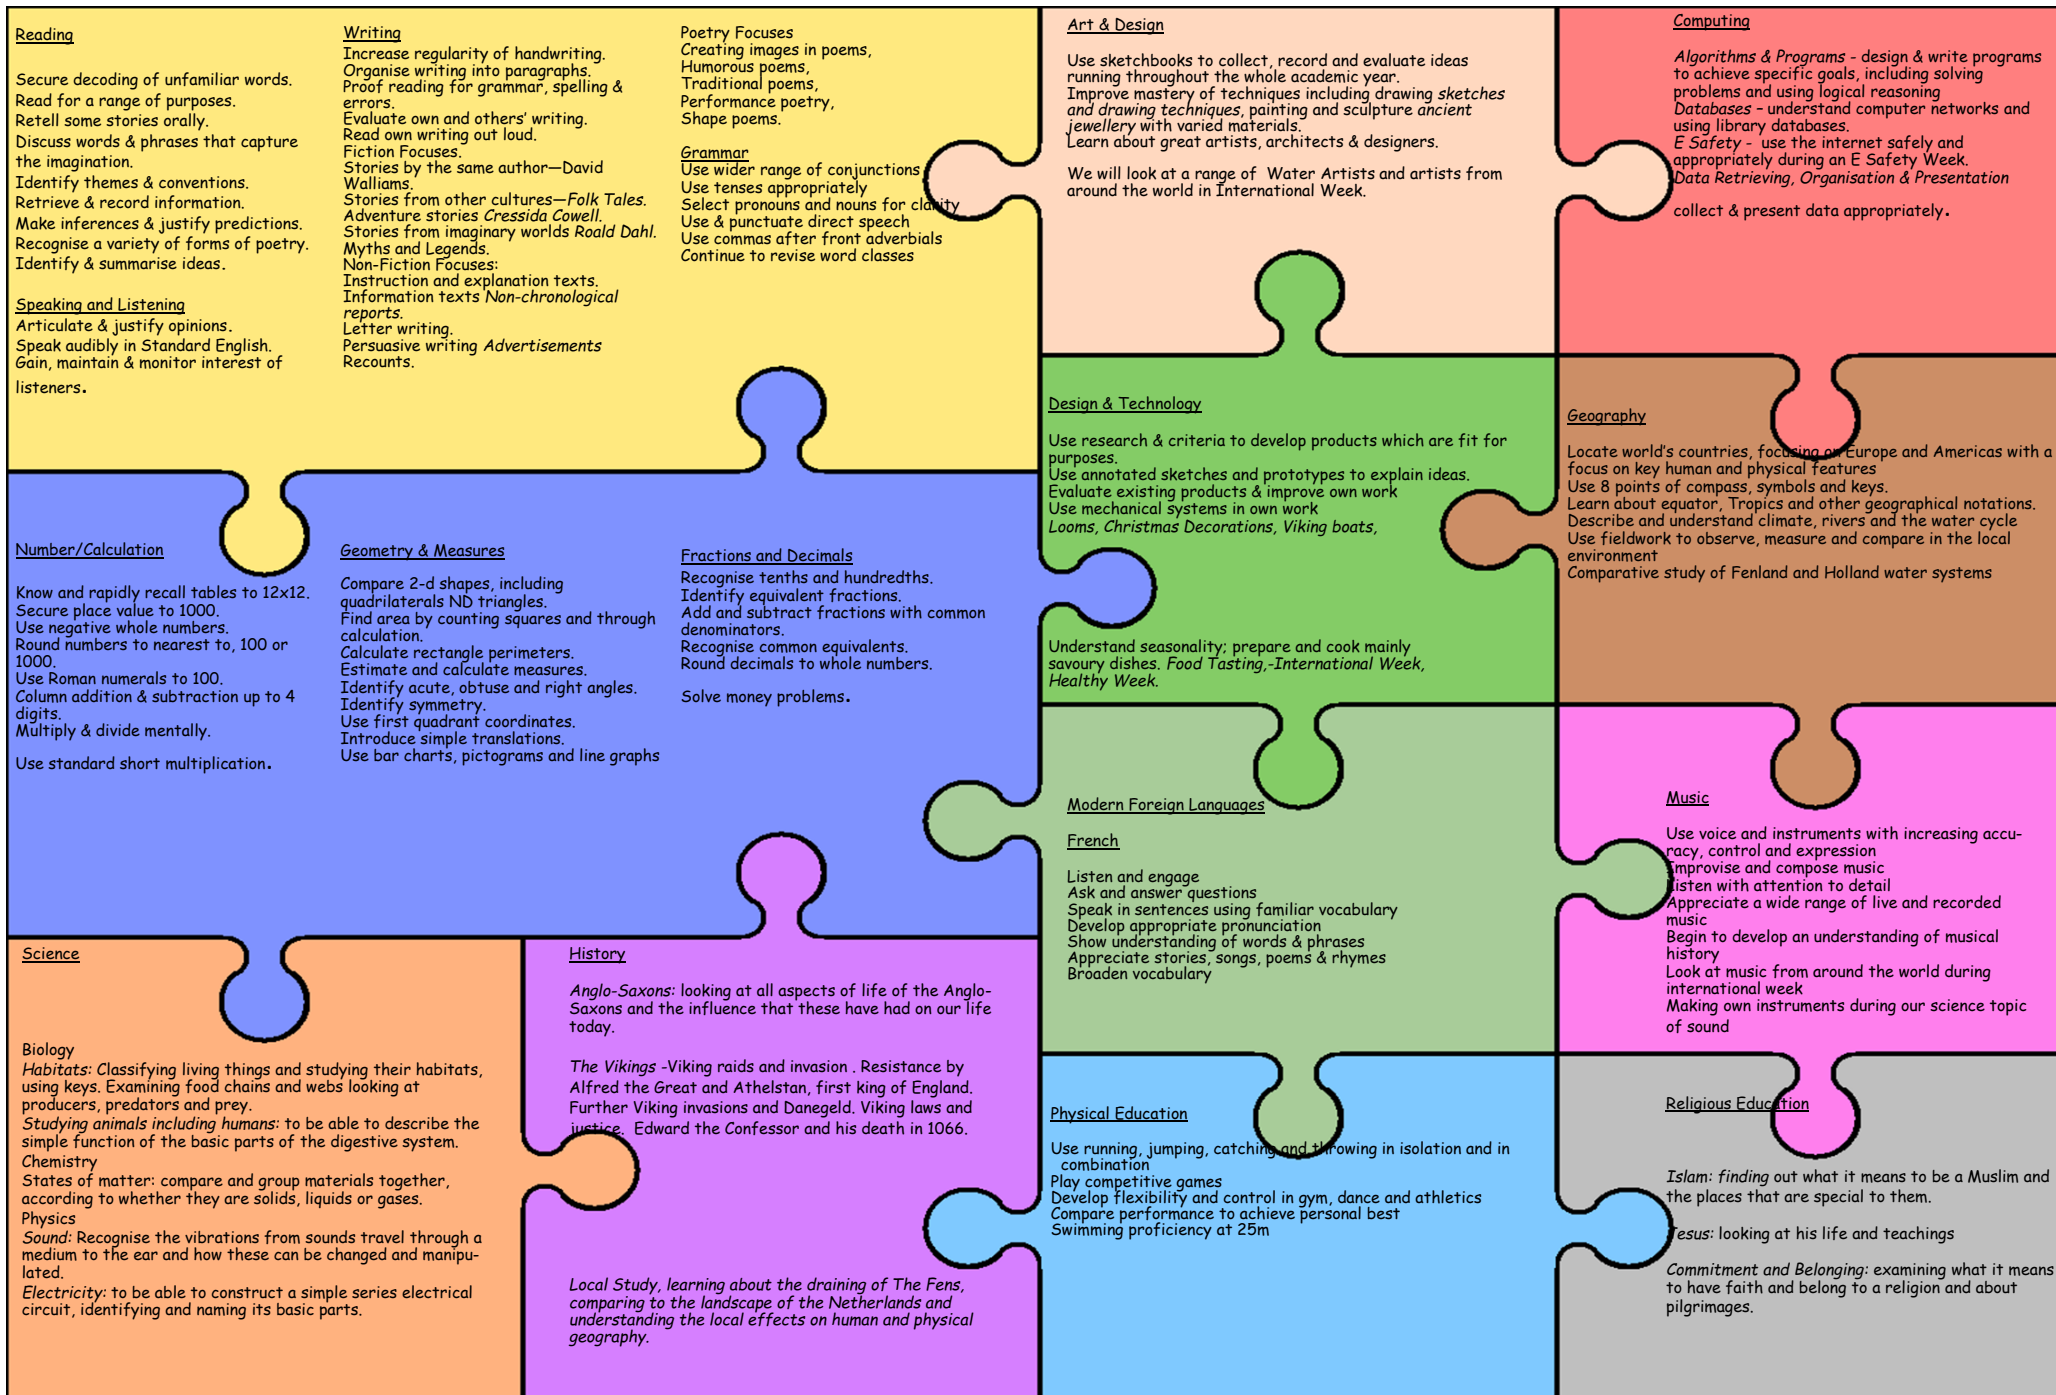 Reading
Secure decoding of unfamiliar words.
Read for a range of purposes.
Retell some stories orally.
Discuss words & phrases that capture
the imagination.
Identify themes & conventions.
Retrieve & record information.
Make inferences & justify predictions.
Recognise a variety of forms of poetry.
Identify & summarise ideas.
Speaking and Listening
Articulate & justify opinions.
Speak audibly in Standard English.
Gain, maintain & monitor interest of
listeners.
Writing
Increase regularity of handwriting.
Organise writing into paragraphs.
Proof reading for grammar, spelling &
errors.
Evaluate own and others' writing.
Read own writing out loud.
Fiction Focuses.
Stories by the same author—David
Walliams.
Stories from other cultures—Folk Tales.
Adventure stories Cressida Cowell.
Stories from imaginary worlds Roald Dahl.
Myths and Legends.
Non-Fiction Focuses:
Instruction and explanation texts.
Information texts Non-chronological
reports.
Letter writing.
Persuasive writing Advertisements
Recounts.
Poetry Focuses
Creating images in poems,
Humorous poems,
Traditional poems,
Performance poetry,
Shape poems.
Grammar
Use wider range of conjunctions
Use tenses appropriately
Select pronouns and nouns for clarity
Use & punctuate direct speech
Use commas after front adverbials
Continue to revise word classes
Art & Design
Use sketchbooks to collect, record and evaluate ideas
running throughout the whole academic year.
Improve mastery of techniques including drawing sketches
and drawing techniques, painting and sculpture ancient
jewellery with varied materials.
Learn about great artists, architects & designers.
We will look at a range of Water Artists and artists from
around the world in International Week.
Computing
Algorithms & Programs - design & write programs
to achieve specific goals, including solving
problems and using logical reasoning
Databases – understand computer networks and
using library databases.
E Safety - use the internet safely and
appropriately during an E Safety Week.
Data Retrieving, Organisation & Presentation
collect & present data appropriately.
Number/Calculation
Know and rapidly recall tables to 12x12.
Secure place value to 1000.
Use negative whole numbers.
Round numbers to nearest to, 100 or
1000.
Use Roman numerals to 100.
Column addition & subtraction up to 4
digits.
Multiply & divide mentally.
Use standard short multiplication.
Geometry & Measures
Compare 2-d shapes, including
quadrilaterals ND triangles.
Find area by counting squares and through
calculation.
Calculate rectangle perimeters.
Estimate and calculate measures.
Identify acute, obtuse and right angles.
Identify symmetry.
Use first quadrant coordinates.
Introduce simple translations.
Use bar charts, pictograms and line graphs
Fractions and Decimals
Recognise tenths and hundredths.
Identify equivalent fractions.
Add and subtract fractions with common
denominators.
Recognise common equivalents.
Round decimals to whole numbers.
Solve money problems.
Design & Technology
Use research & criteria to develop products which are fit for
purposes.
Use annotated sketches and prototypes to explain ideas.
Evaluate existing products & improve own work
Use mechanical systems in own work
Looms, Christmas Decorations, Viking boats,
Understand seasonality; prepare and cook mainly
savoury dishes. Food Tasting,-International Week,
Healthy Week.
Geography
Locate world's countries, focusing on Europe and Americas with a
focus on key human and physical features
Use 8 points of compass, symbols and keys.
Learn about equator, Tropics and other geographical notations.
Describe and understand climate, rivers and the water cycle
Use fieldwork to observe, measure and compare in the local
environment
Comparative study of Fenland and Holland water systems
Modern Foreign Languages
French
Listen and engage
Ask and answer questions
Speak in sentences using familiar vocabulary
Develop appropriate pronunciation
Show understanding of words & phrases
Appreciate stories, songs, poems & rhymes
Broaden vocabulary
Music
Use voice and instruments with increasing accu-
racy, control and expression
Improvise and compose music
Listen with attention to detail
Appreciate a wide range of live and recorded
music
Begin to develop an understanding of musical
history
Look at music from around the world during
international week
Making own instruments during our science topic
of sound
Science
Biology
Habitats: Classifying living things and studying their habitats,
using keys. Examining food chains and webs looking at
producers, predators and prey.
Studying animals including humans: to be able to describe the
simple function of the basic parts of the digestive system.
Chemistry
States of matter: compare and group materials together,
according to whether they are solids, liquids or gases.
Physics
Sound: Recognise the vibrations from sounds travel through a
medium to the ear and how these can be changed and manipu-
lated.
Electricity: to be able to construct a simple series electrical
circuit, identifying and naming its basic parts.
History
Anglo-Saxons: looking at all aspects of life of the Anglo-
Saxons and the influence that these have had on our life
today.
The Vikings -Viking raids and invasion . Resistance by
Alfred the Great and Athelstan, first king of England.
Further Viking invasions and Danegeld. Viking laws and
justice. Edward the Confessor and his death in 1066.
Local Study, learning about the draining of The Fens,
comparing to the landscape of the Netherlands and
understanding the local effects on human and physical
geography.
Physical Education
Use running, jumping, catching and throwing in isolation and in
combination
Play competitive games
Develop flexibility and control in gym, dance and athletics
Compare performance to achieve personal best
Swimming proficiency at 25m
Religious Education
Islam: finding out what it means to be a Muslim and
the places that are special to them.
Jesus: looking at his life and teachings
Commitment and Belonging: examining what it means
to have faith and belong to a religion and about
pilgrimages.